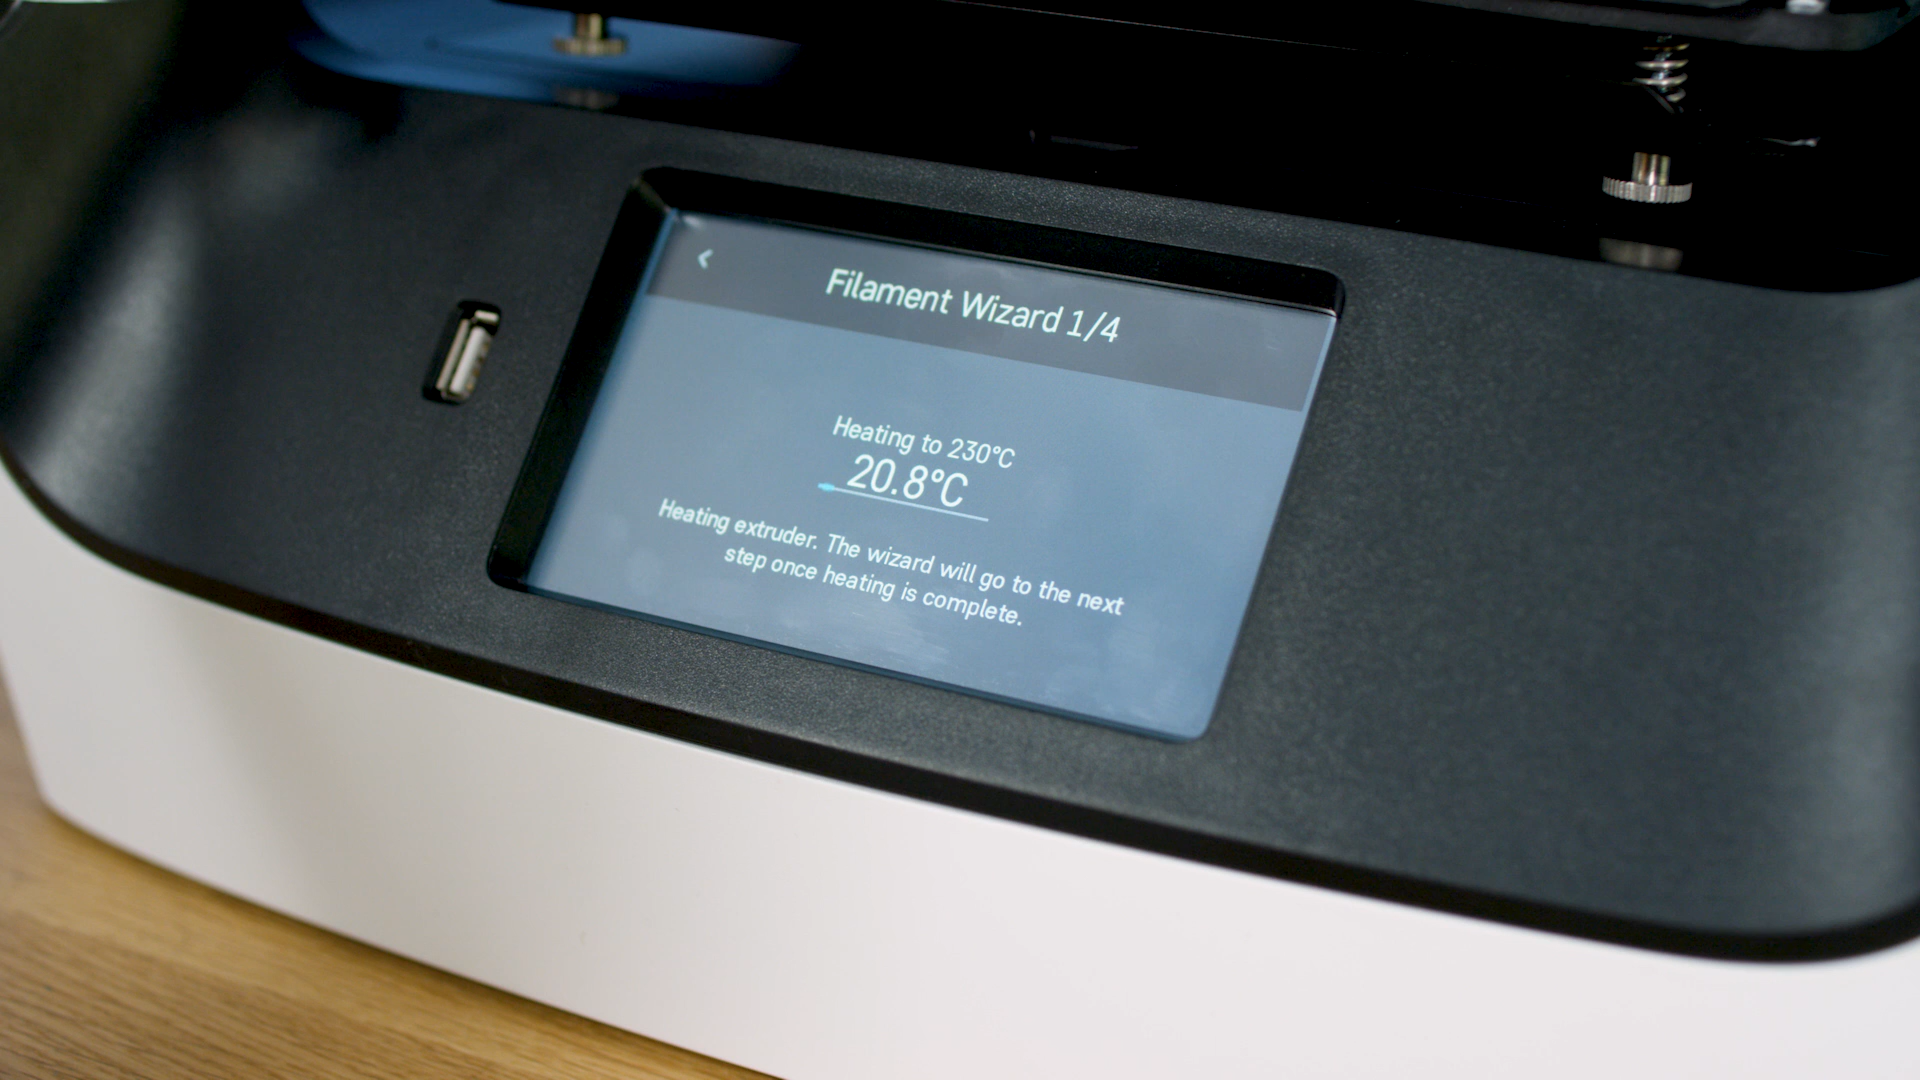 Filament Wizard 1/4
Heating to 230°C
20.8°C
Heating extruder. The wizard will go to the next
step once heating is complete.